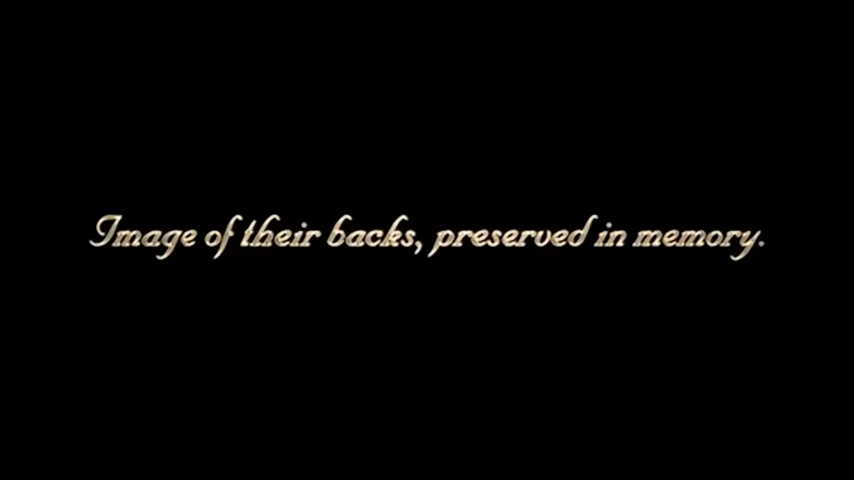 Image of their backs, preserved in memory.